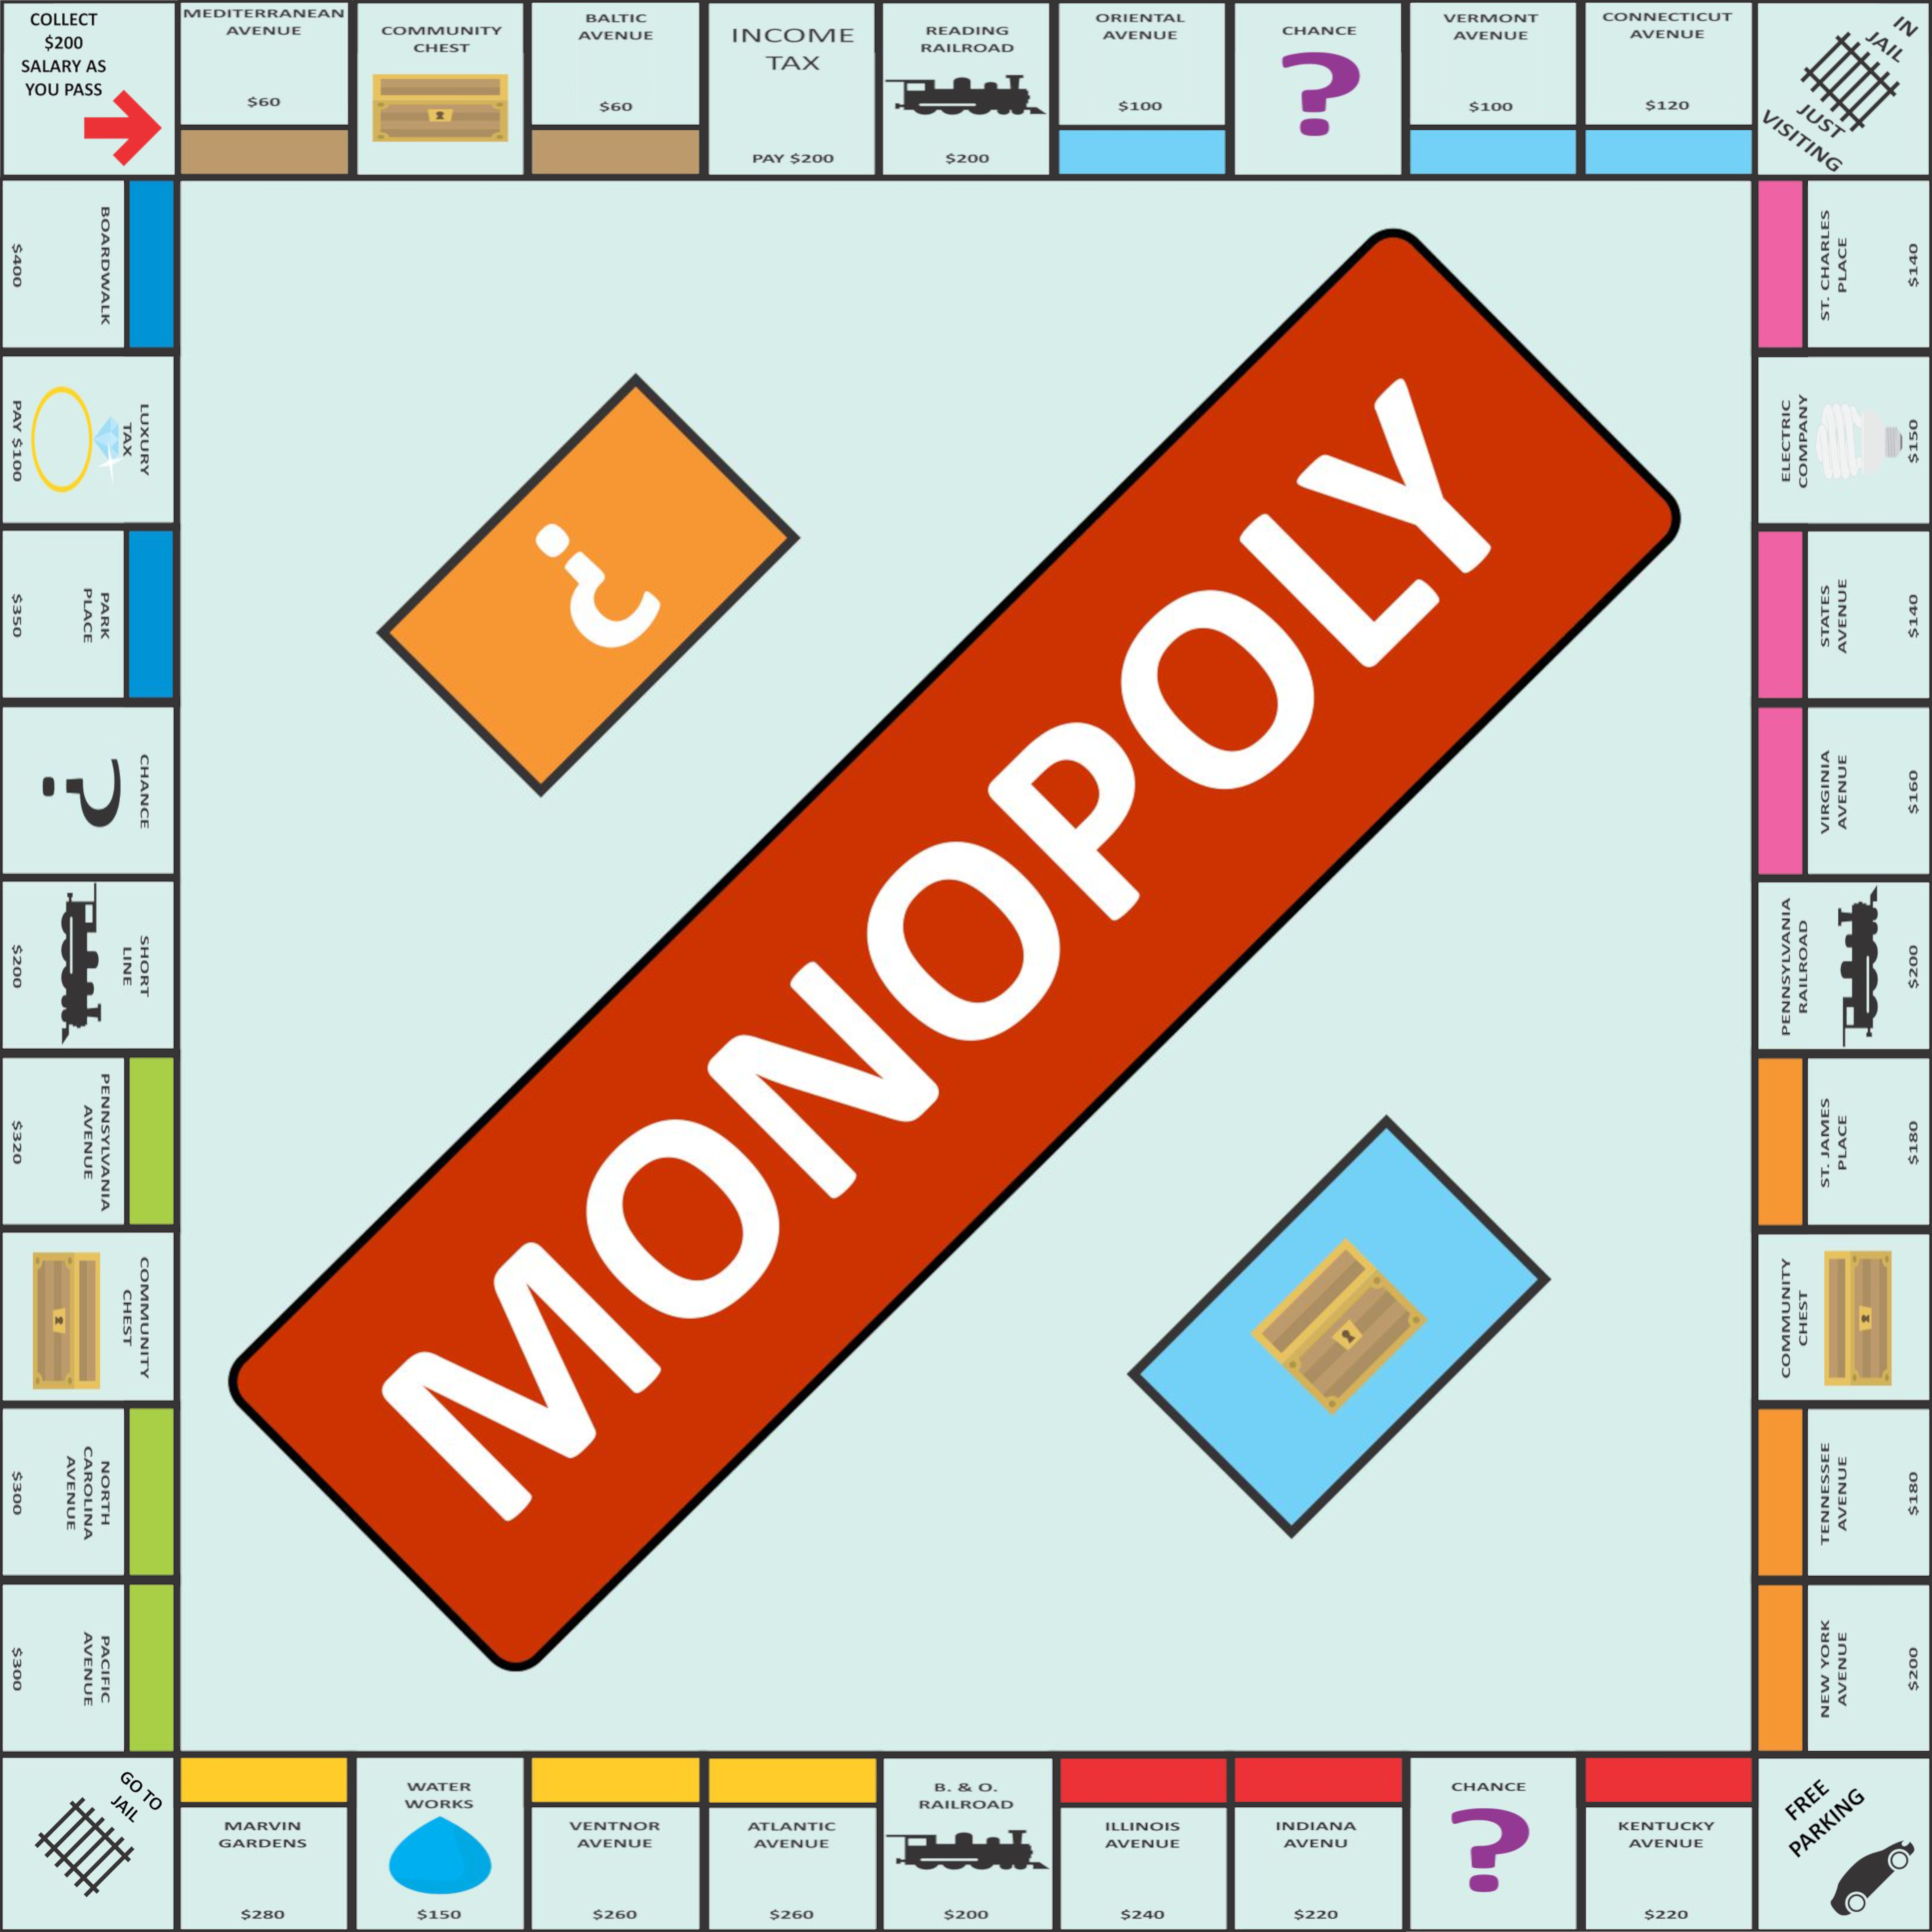 COLLECT
$200
SALARY AS
YOU PASS
MEDITERRANEAN
AVENUE
$60
COMMUNITY
CHEST
BALTIC
AVENUE
$60
INCOME
TAX
PAY $200
READING
RAILROAD
$200
ORIENTAL
AVENUE
$100
CHANCE
?
VERMONT
AVENUE
$100
CONNECTICUT
AVENUE
$120
IN
JAIL
JUST
VISITING
ST. CHARLES
PLACE
$140
ELECTRIC
COMPANY
$150
STATES
AVENUE
$140
VIRGINIA
AVENUE
$160
PENNSYLVANIA
RAILROAD
$200
ST. JAMES
PLACE
$180
COMMUNITY
CHEST
TENNESSEE
AVENUE
$180
NEW YORK
AVENUE
$200
FREE
PARKING
KENTUCKY
AVENUE
$220
CHANCE
?
INDIANA
AVENU
$220
ILLINOIS
AVENUE
$240
B. & O.
RAILROAD
$200
ATLANTIC
AVENUE
$260
VENTNOR
AVENUE
$260
WATER
WORKS
$150
MARVIN
GARDENS
$280
GO TO
JAIL
PACIFIC
AVENUE
$300
NORTH
CAROLINA
AVENUE
$300
COMMUNITY
CHEST
PENNSYLVANIA
AVENUE
$320
SHORT
LINE
$200
CHANCE
?
PARK
PLACE
$350
LUXURY
TAX
PAY $100
BOARDWALK
$400
?
MONOPOLY